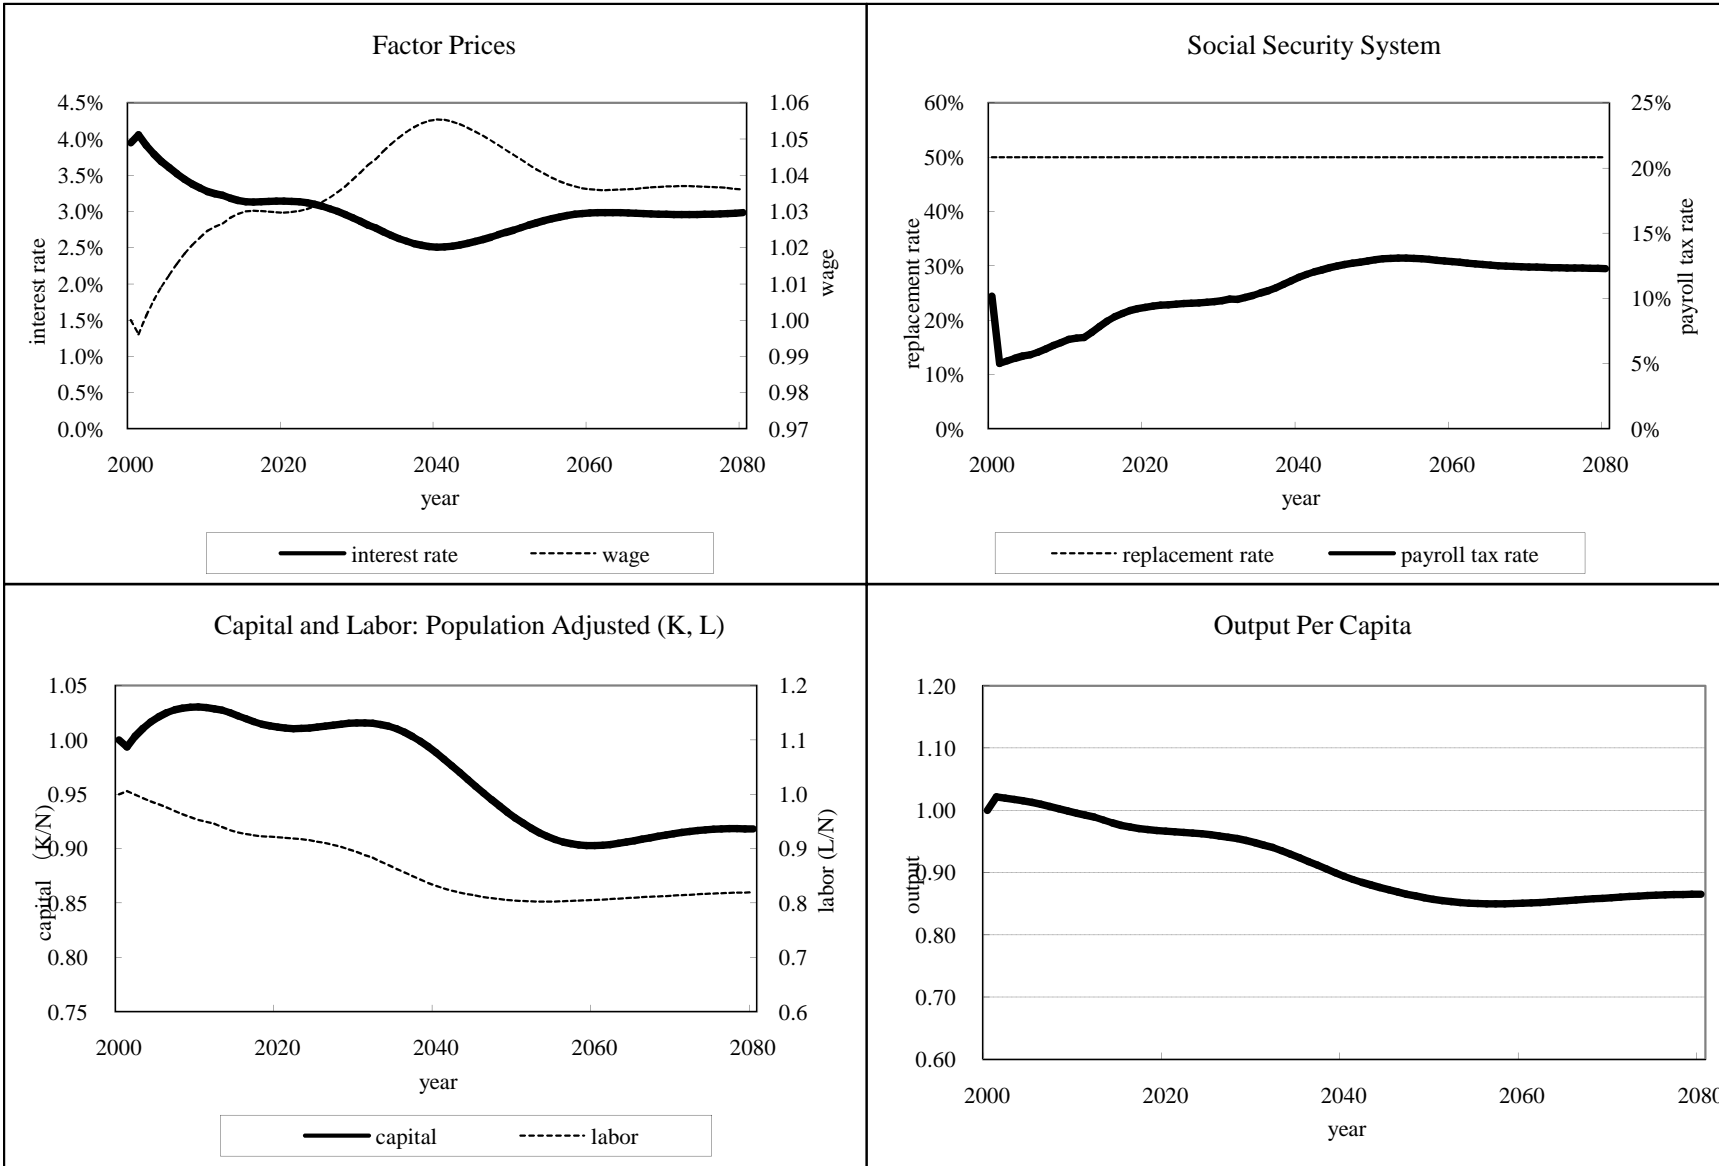 Factor Prices
4.5%
4.0%
3.5%
3.0%
2.5%
2.0%
1.5%
1.0%
0.5%
0.0%
interest rate
1.06
1.05
1.04
1.03
1.02
1.01
1.00
0.99
0.98
0.97
wage
2000 2020 2040 2060 2080
year
interest rate wage
Social Security System
60%
50%
40%
30%
20%
10%
0%
replacement rate
25%
20%
15%
10%
5%
0%
payroll tax rate
2000 2020 2040 2060 2080
year
replacement rate payroll tax rate
Capital and Labor: Population Adjusted (K, L)
1.05
1.00
0.95
0.90
0.85
0.80
0.75
capital (K/N)
1.2
1.1
1.0
0.9
0.8
0.7
0.6
labor (L/N)
2000 2020 2040 2060 2080
year
capital labor
Output Per Capita
1.20
1.10
1.00
0.90
0.80
0.70
0.60
output
2000 2020 2040 2060 2080
year